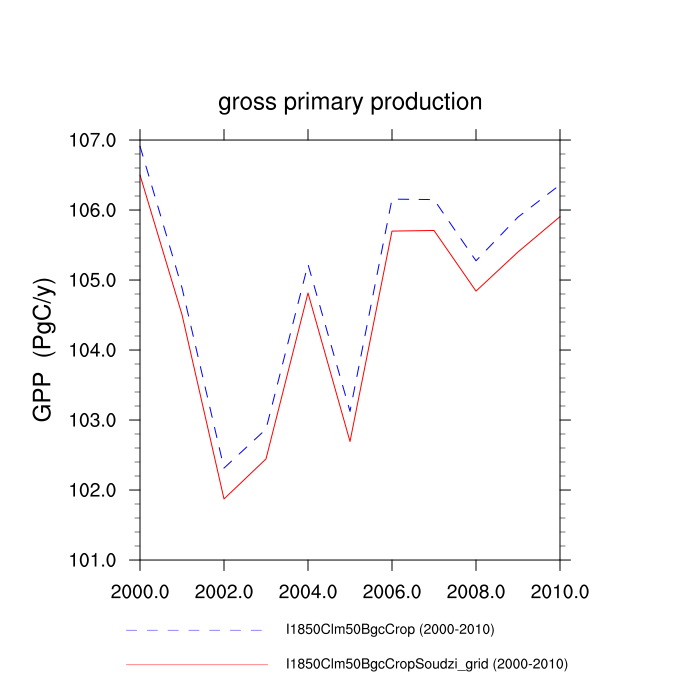 gross primary production
107.0
106.0
105.0
104.0
103.0
102.0
101.0
GPP (PgC/y)
2000.0 2002.0 2004.0 2006.0 2008.0 2010.0
I1850Clm50BgcCrop (2000-2010)
I1850Clm50BgcCropSoudzi_grid (2000-2010)